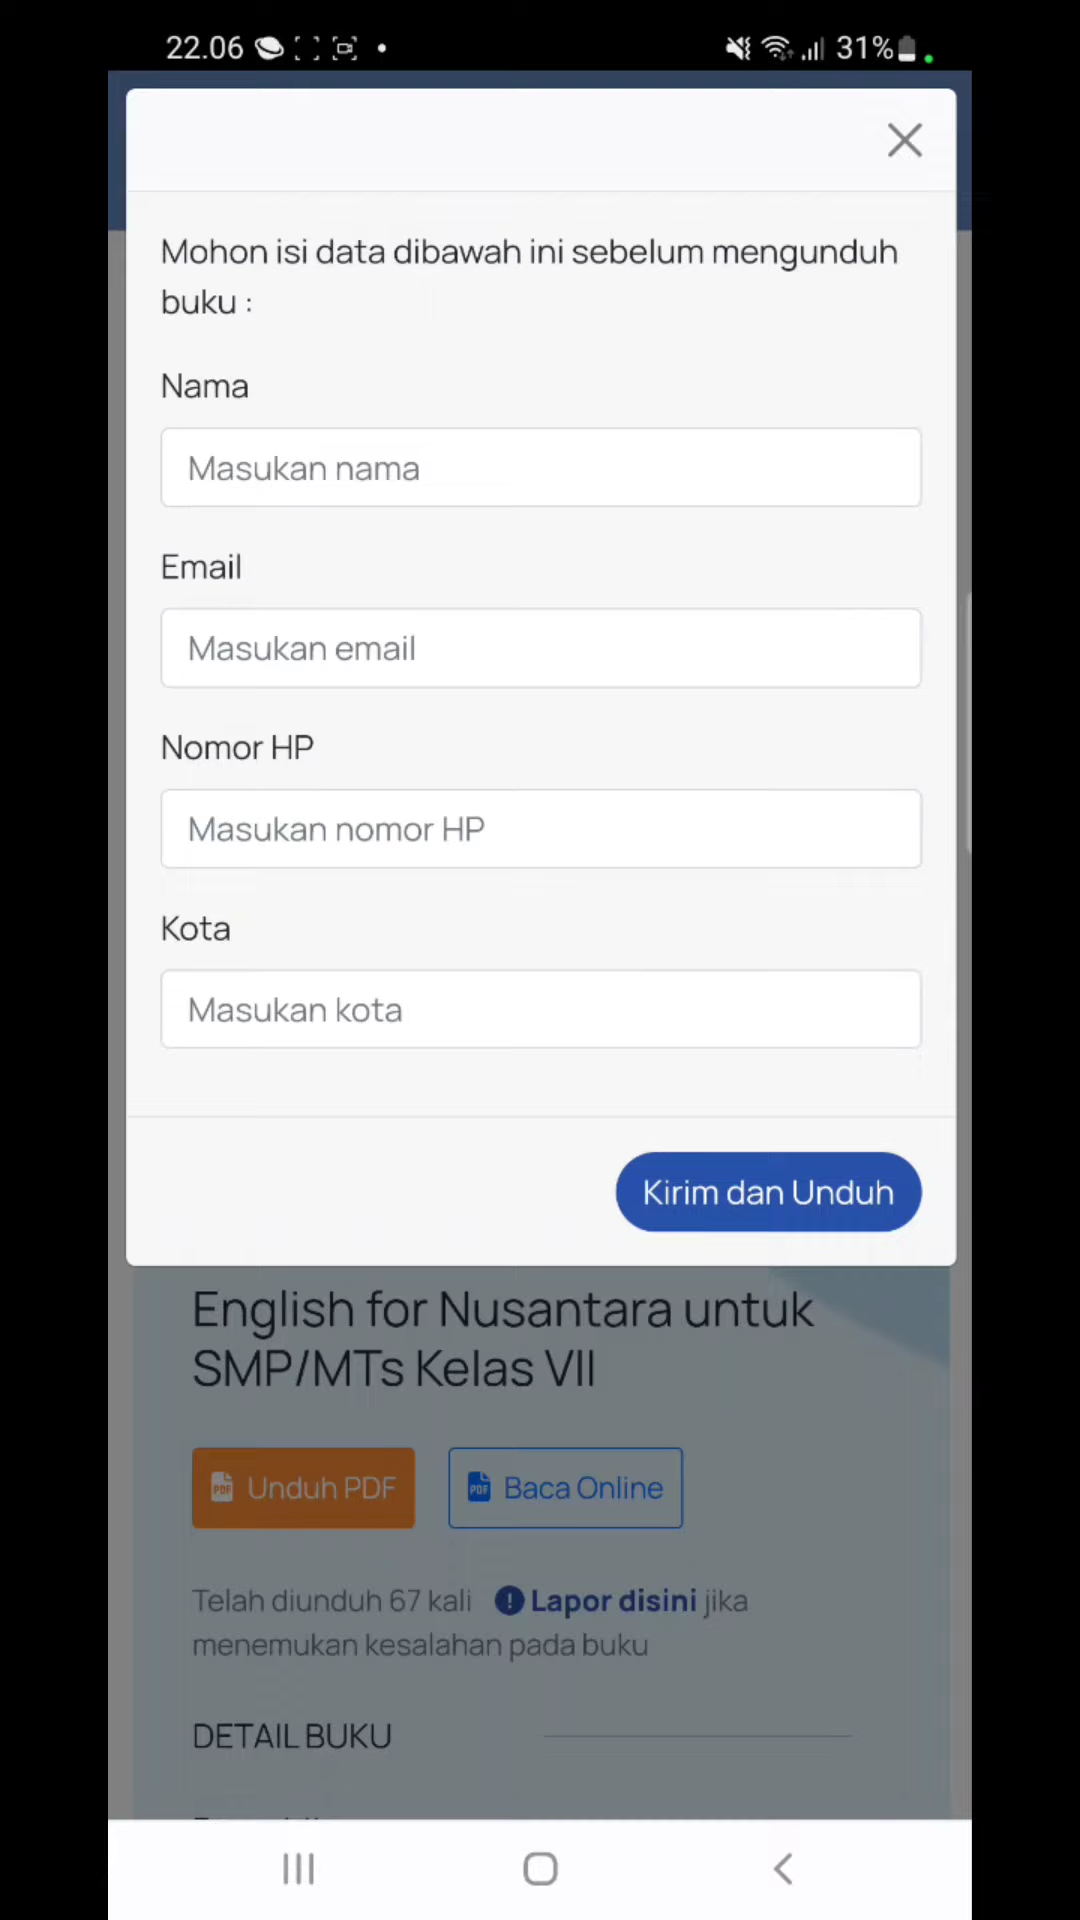 22.06
31%
Mohon isi data dibawah ini sebelum mengunduh
buku :
Nama
Masukan nama
Email
Masukan email
Nomor HP
Masukan nomor HP
Kota
Masukan kota
Kirim dan Unduh
English for Nusantara untuk
SMP/MTs Kelas VII
PDF Unduh PDF
PDF Baca Online
Telah diunduh 67 kali ! Lapor disini jika
menemukan kesalahan pada buku
DETAIL BUKU